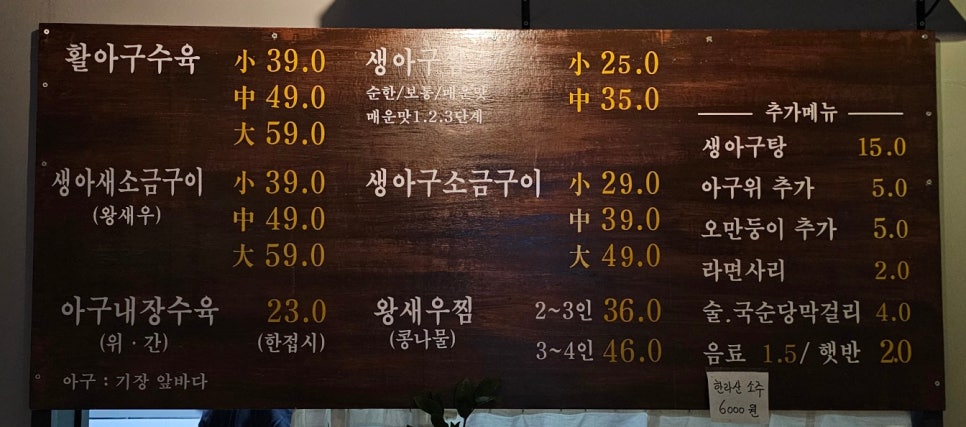 활아구수육 小 39.0
中 49.0
大 59.0
생아새소금구이 小 39.0
(왕새우) 中 49.0
大 59.0
아구내장수육 23.0
(위·간) (한접시)
아구 : 기장 앞바다
생아구 小 25.0
순한/보통/매운맛 中 35.0
매운맛1.2.3단계
생아구소금구이 小 29.0
中 39.0
大 49.0
왕새우찜 2~3인 36.0
(콩나물) 3~4인 46.0
추가메뉴
생아구탕 15.0
아구위 추가 5.0
오만둥이 추가 5.0
라면사리 2.0
술.국순당막걸리 4.0
음료 1.5/ 햇반 2.0
한라산 소주
6000원